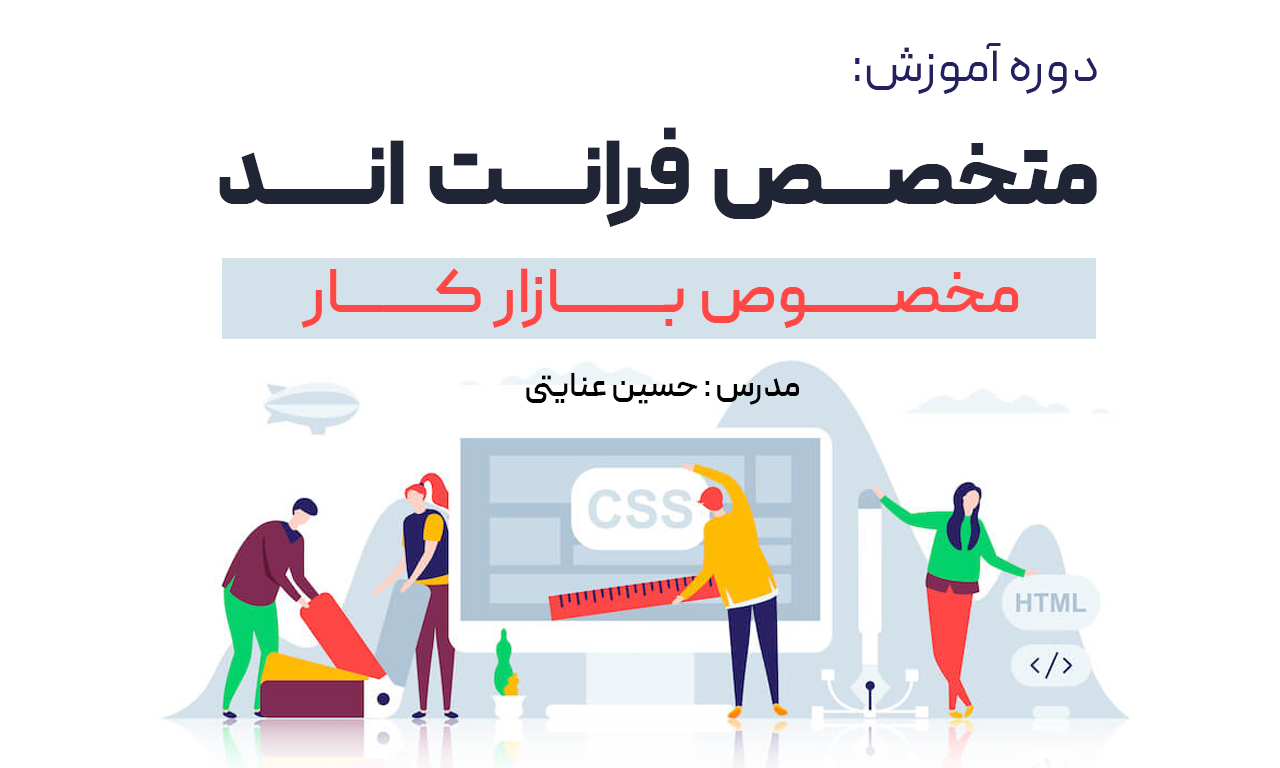 دوره آموزش:
متخصص فرانت اند
مخصوص بازار کار
مدرس : حسین عنایتی
CSS
HTML
</>